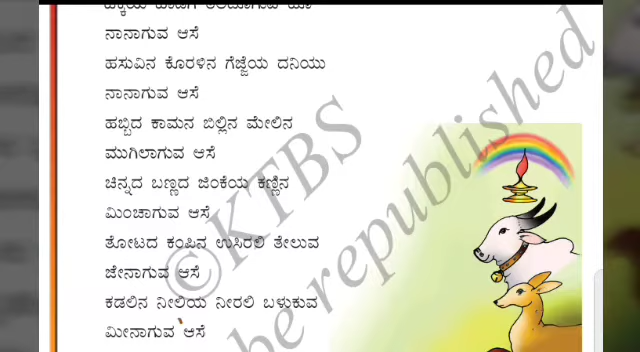 ನಾನಾಗುವ ಆಸೆ
ಹಸುವಿನ ಕೊರಳಿನ ಗೆಜ್ಜೆಯ ದನಿಯು
ನಾನಾಗುವ ಆಸೆ
ಹಬ್ಬಿದ ಕಾಮನ ಬಿಲ್ಲಿನ ಮೇಲಿನ
ಮುಗಿಲಾಗುವ ಆಸೆ
ಚಿನ್ನದ ಬಣ್ಣದ ಜಿಂಕೆಯ ಕಣ್ಣಿನ
ಮಿಂಚಾಗುವ ಆಸೆ
ತೋಟದ ಕಂಪಿನ ಉಸಿರಲಿ ತೇಲುವ
ಜೇನಾಗುವ ಆಸೆ
ಕಡಲಿನ ನೀಲಿಯ ನೀರಲಿ ಬಳುಕುವ
ಮೀನಾಗುವ ಆಸೆ
©KTBS
be republished